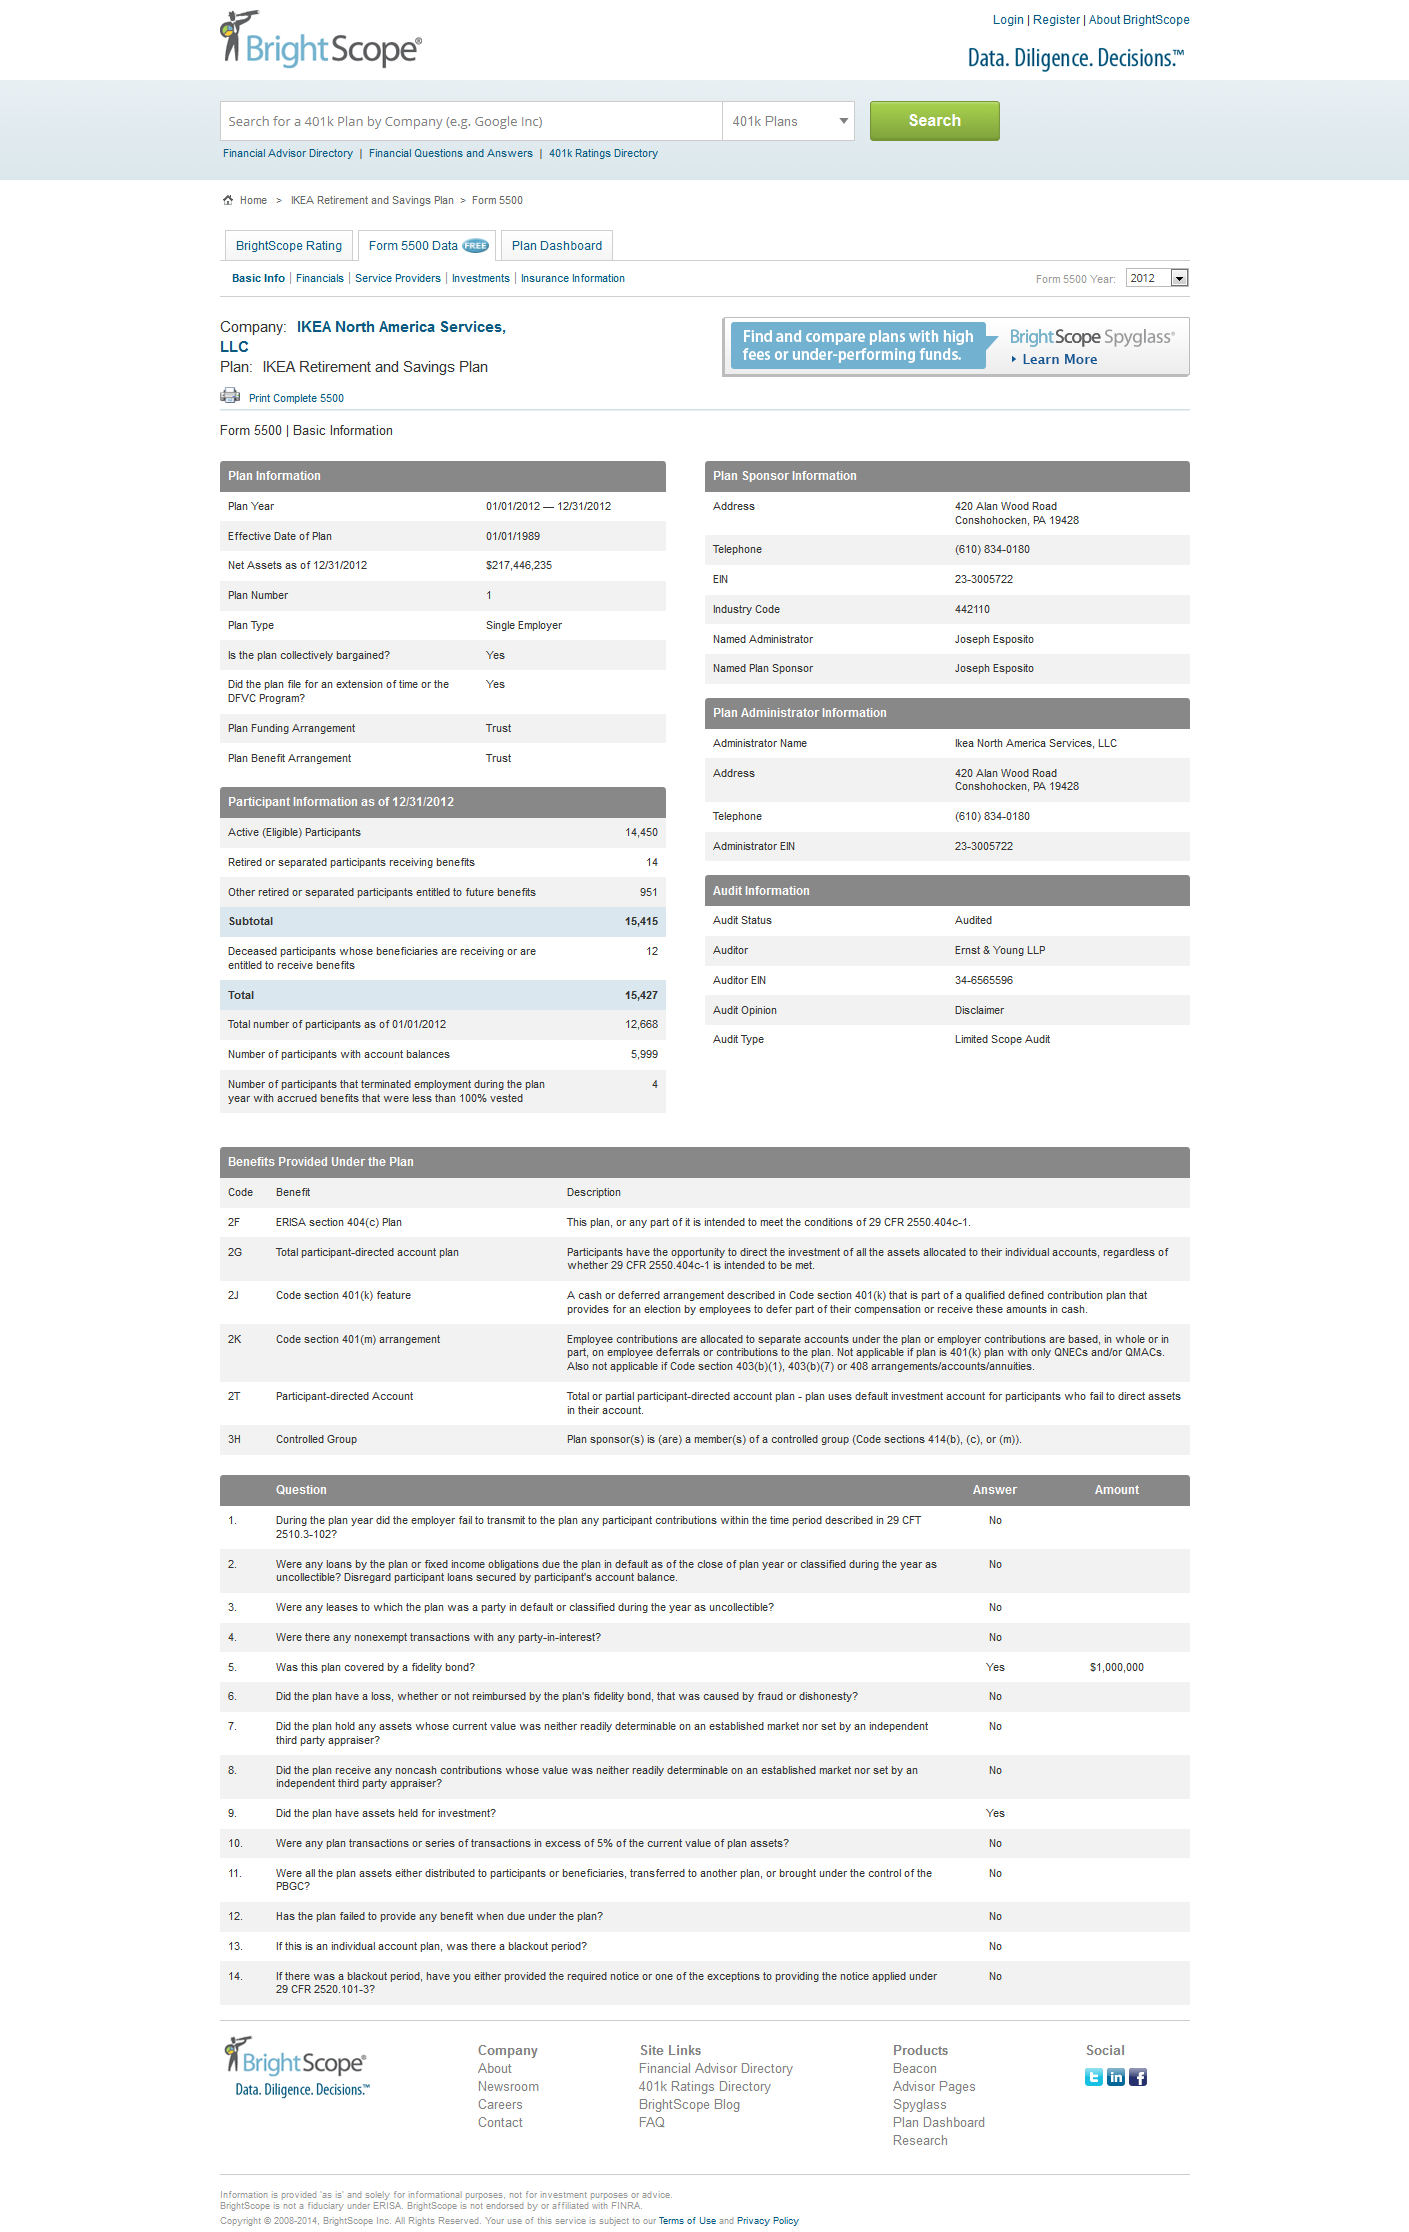 BrightScope®
Login | Register | About BrightScope
Data. Diligence. Decisions.™
Search for a 401k Plan by Company (e.g. Google Inc)
401k Plans
Search
Financial Advisor Directory | Financial Questions and Answers | 401k Ratings Directory
Home > IKEA Retirement and Savings Plan > Form 5500
BrightScope Rating
Form 5500 Data FREE
Plan Dashboard
Basic Info | Financials | Service Providers | Investments | Insurance Information
Form 5500 Year: 2012
Company: IKEA North America Services,
LLC
Plan: IKEA Retirement and Savings Plan
Find and compare plans with high
fees or under-performing funds.
BrightScope Spyglass®
Learn More
Print Complete 5500
Form 5500 | Basic Information
Plan Information
Plan Year 01/01/2012 — 12/31/2012
Effective Date of Plan 01/01/1989
Net Assets as of 12/31/2012 $217,446,235
Plan Number 1
Plan Type Single Employer
Is the plan collectively bargained? Yes
Did the plan file for an extension of time or the Yes
DFVC Program?
Plan Funding Arrangement Trust
Plan Benefit Arrangement Trust
Participant Information as of 12/31/2012
Active (Eligible) Participants 14,450
Retired or separated participants receiving benefits 14
Other retired or separated participants entitled to future benefits 951
Subtotal 15,415
Deceased participants whose beneficiaries are receiving or are 12
entitled to receive benefits
Total 15,427
Total number of participants as of 01/01/2012 12,668
Number of participants with account balances 5,999
Number of participants that terminated employment during the plan 4
year with accrued benefits that were less than 100% vested
Plan Sponsor Information
Address 420 Alan Wood Road
Conshohocken, PA 19428
Telephone (610) 834-0180
EIN 23-3005722
Industry Code 442110
Named Administrator Joseph Esposito
Named Plan Sponsor Joseph Esposito
Plan Administrator Information
Administrator Name Ikea North America Services, LLC
Address 420 Alan Wood Road
Conshohocken, PA 19428
Telephone (610) 834-0180
Administrator EIN 23-3005722
Audit Information
Audit Status Audited
Auditor Ernst & Young LLP
Auditor EIN 34-6565596
Audit Opinion Disclaimer
Audit Type Limited Scope Audit
Benefits Provided Under the Plan
Code Benefit Description
2F ERISA section 404(c) Plan This plan, or any part of it is intended to meet the conditions of 29 CFR 2550.404c-1.
2G Total participant-directed account plan Participants have the opportunity to direct the investment of all the assets allocated to their individual accounts, regardless of
whether 29 CFR 2550.404c-1 is intended to be met.
2J Code section 401(k) feature A cash or deferred arrangement described in Code section 401(k) that is part of a qualified defined contribution plan that
provides for an election by employees to defer part of their compensation or receive these amounts in cash.
2K Code section 401(m) arrangement Employee contributions are allocated to separate accounts under the plan or employer contributions are based, in whole or in
part, on employee deferrals or contributions to the plan. Not applicable if plan is 401(k) plan with only QNECs and/or QMACs.
Also not applicable if Code section 403(b)(1), 403(b)(7) or 408 arrangements/accounts/annuities.
2T Participant-directed Account Total or partial participant-directed account plan - plan uses default investment account for participants who fail to direct assets
in their account.
3H Controlled Group Plan sponsor(s) is (are) a member(s) of a controlled group (Code sections 414(b), (c), or (m)).
Question Answer Amount
1. During the plan year did the employer fail to transmit to the plan any participant contributions within the time period described in 29 CFT No
2510.3-102?
2. Were any loans by the plan or fixed income obligations due the plan in default as of the close of plan year or classified during the year as No
uncollectible? Disregard participant loans secured by participant's account balance.
3. Were any leases to which the plan was a party in default or classified during the year as uncollectible? No
4. Were there any nonexempt transactions with any party-in-interest? No
5. Was this plan covered by a fidelity bond? Yes $1,000,000
6. Did the plan have a loss, whether or not reimbursed by the plan's fidelity bond, that was caused by fraud or dishonesty? No
7. Did the plan hold any assets whose current value was neither readily determinable on an established market nor set by an independent No
third party appraiser?
8. Did the plan receive any noncash contributions whose value was neither readily determinable on an established market nor set by an No
independent third party appraiser?
9. Did the plan have assets held for investment? Yes
10. Were any plan transactions or series of transactions in excess of 5% of the current value of plan assets? No
11. Were all the plan assets either distributed to participants or beneficiaries, transferred to another plan, or brought under the control of the No
PBGC?
12. Has the plan failed to provide any benefit when due under the plan? No
13. If this is an individual account plan, was there a blackout period? No
14. If there was a blackout period, have you either provided the required notice or one of the exceptions to providing the notice applied under No
29 CFR 2520.101-3?
BrightScope®
Data. Diligence. Decisions.™
Company
About
Newsroom
Careers
Contact
Site Links
Financial Advisor Directory
401k Ratings Directory
BrightScope Blog
FAQ
Products
Beacon
Advisor Pages
Spyglass
Plan Dashboard
Research
Social
Information is provided 'as is' and solely for informational purposes, not for investment purposes or advice.
BrightScope is not a fiduciary under ERISA. BrightScope is not endorsed by or affiliated with FINRA.
Copyright © 2008-2014, BrightScope Inc. All Rights Reserved. Your use of this service is subject to our Terms of Use and Privacy Policy